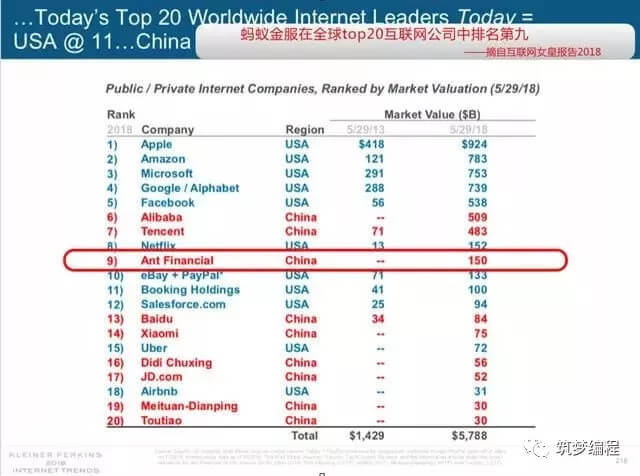 ...Today's Top 20 Worldwide Internet Leaders Today =
USA @ 11...China
蚂蚁金服在全球top20互联网公司中排名第九
——摘自互联网女皇报告2018
Public / Private Internet Companies, Ranked by Market Valuation (5/29/18)
Rank Market Value ($B)
2018 Company Region 5/29/13 5/29/18
1) Apple USA $418 $924
2) Amazon USA 121 783
3) Microsoft USA 291 753
4) Google / Alphabet USA 288 739
5) Facebook USA 56 538
6) Alibaba China -- 509
7) Tencent China 71 483
8) Netflix USA 13 152
9) Ant Financial China -- 150
10) eBay + PayPal* USA 71 133
11) Booking Holdings USA 41 100
12) Salesforce.com USA 25 94
13) Baidu China 34 84
14) Xiaomi China -- 75
15) Uber USA -- 72
16) Didi Chuxing China -- 56
17) JD.com China -- 52
18) Airbnb USA -- 31
19) Meituan-Dianping China -- 30
20) Toutiao China -- 30
Total $1,429 $5,788
KLEINER PERKINS
2018
INTERNET TRENDS
筑梦编程